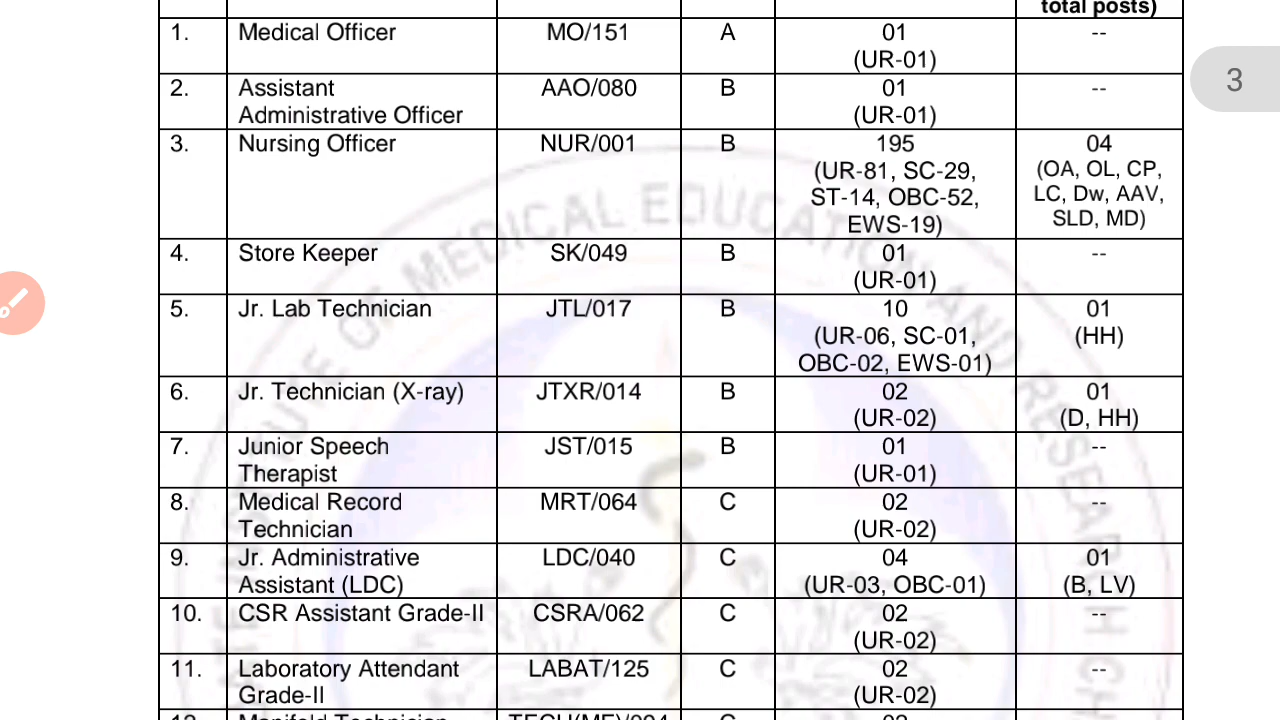 total posts)
1. Medical Officer MO/151 A 01 --
(UR-01)
2. Assistant AAO/080 B 01 --
Administrative Officer (UR-01)
3. Nursing Officer NUR/001 B 195 04
(UR-81, SC-29, (OA, OL, CP,
ST-14, OBC-52, LC, Dw, AAV,
EWS-19) SLD, MD)
4. Store Keeper SK/049 B 01 --
(UR-01)
5. Jr. Lab Technician JTL/017 B 10 01
(UR-06, SC-01, (HH)
OBC-02, EWS-01)
6. Jr. Technician (X-ray) JTXR/014 B 02 01
(UR-02) (D, HH)
7. Junior Speech JST/015 B 01 --
Therapist (UR-01)
8. Medical Record MRT/064 C 02 --
Technician (UR-02)
9. Jr. Administrative LDC/040 C 04 01
Assistant (LDC) (UR-03, OBC-01) (B, LV)
10. CSR Assistant Grade-II CSRA/062 C 02 --
(UR-02)
11. Laboratory Attendant LABAT/125 C 02 --
Grade-II (UR-02)
3
OF MEDICAL EDUCATION AND RESEARCH